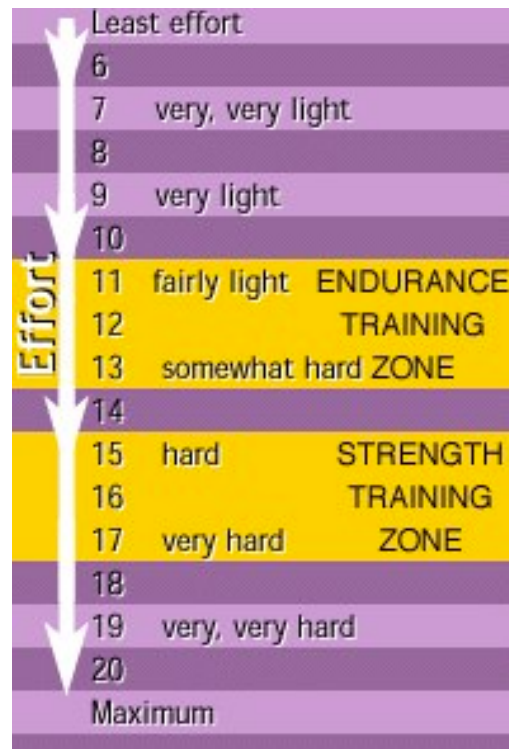 Effort
Least effort
6
7 very, very light
8
9 very light
10
11 fairly light ENDURANCE
12 TRAINING
13 somewhat hard ZONE
14
15 hard STRENGTH
16 TRAINING
17 very hard ZONE
18
19 very, very hard
20
Maximum